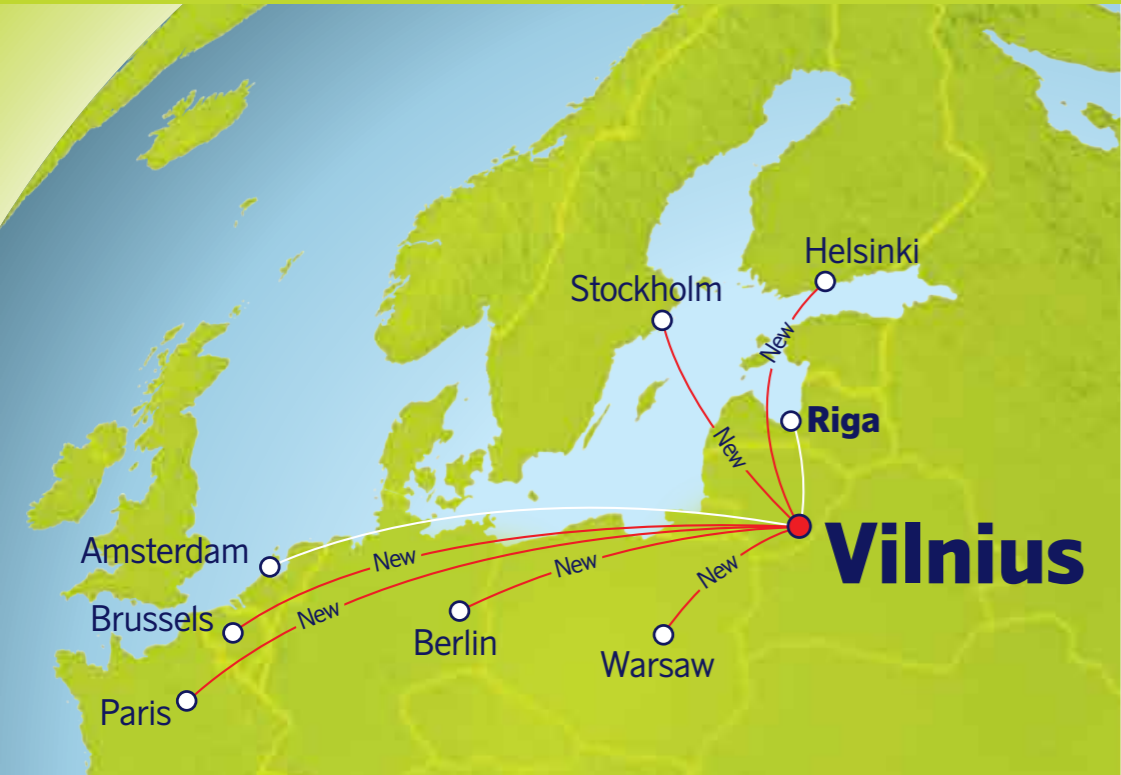 Helsinki
Stockholm
New
Riga
New
Vilnius
Amsterdam
New
New
New
New
Brussels
Berlin
Warsaw
Paris